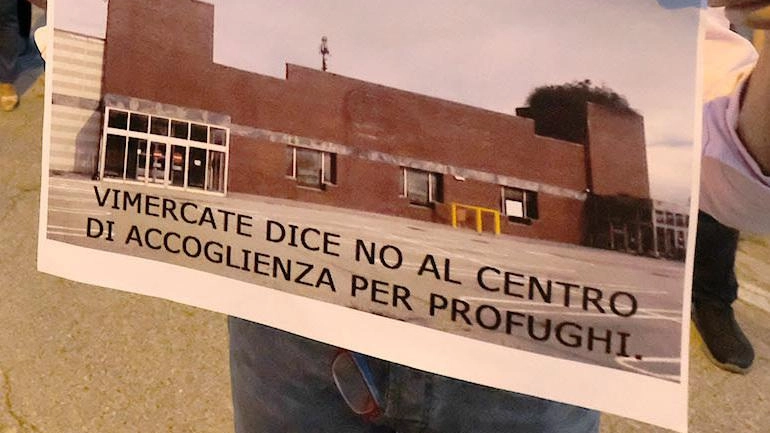 VIMERCATE DICE NO AL CENTRO
DI ACCOGLIENZA PER PROFUGHI.